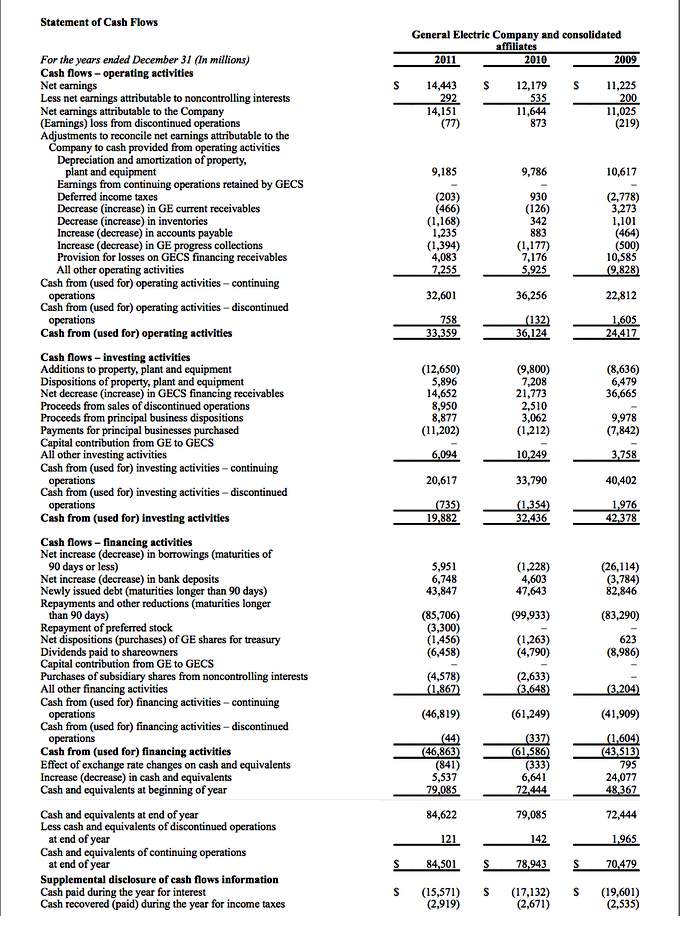 Statement of Cash Flows
General Electric Company and consolidated
affiliates
For the years ended December 31 (In millions) 2011 2010 2009
Cash flows – operating activities
Net earnings $ 14,443 $ 12,179 $ 11,225
Less net earnings attributable to noncontrolling interests 292 535 200
Net earnings attributable to the Company 14,151 11,644 11,025
(Earnings) loss from discontinued operations (77) 873 (219)
Adjustments to reconcile net earnings attributable to the
Company to cash provided from operating activities
Depreciation and amortization of property,
plant and equipment 9,185 9,786 10,617
Earnings from continuing operations retained by GECS – – –
Deferred income taxes (203) 930 (2,778)
Decrease (increase) in GE current receivables (466) (126) 3,273
Decrease (increase) in inventories (1,168) 342 1,101
Increase (decrease) in accounts payable 1,235 883 (464)
Increase (decrease) in GE progress collections (1,394) (1,177) (500)
Provision for losses on GECS financing receivables 4,083 7,176 10,585
All other operating activities 7,255 5,925 (9,828)
Cash from (used for) operating activities – continuing
operations 32,601 36,256 22,812
Cash from (used for) operating activities – discontinued
operations 758 (132) 1,605
Cash from (used for) operating activities 33,359 36,124 24,417
Cash flows – investing activities
Additions to property, plant and equipment (12,650) (9,800) (8,636)
Dispositions of property, plant and equipment 5,896 7,208 6,479
Net decrease (increase) in GECS financing receivables 14,652 21,773 36,665
Proceeds from sales of discontinued operations 8,950 2,510 –
Proceeds from principal business dispositions 8,877 3,062 9,978
Payments for principal businesses purchased (11,202) (1,212) (7,842)
Capital contribution from GE to GECS – – –
All other investing activities 6,094 10,249 3,758
Cash from (used for) investing activities – continuing
operations 20,617 33,790 40,402
Cash from (used for) investing activities – discontinued
operations (735) (1,354) 1,976
Cash from (used for) investing activities 19,882 32,436 42,378
Cash flows – financing activities
Net increase (decrease) in borrowings (maturities of
90 days or less) 5,951 (1,228) (26,114)
Net increase (decrease) in bank deposits 6,748 4,603 (3,784)
Newly issued debt (maturities longer than 90 days) 43,847 47,643 82,846
Repayments and other reductions (maturities longer
than 90 days) (85,706) (99,933) (83,290)
Repayment of preferred stock (3,300) – –
Net dispositions (purchases) of GE shares for treasury (1,456) (1,263) 623
Dividends paid to shareowners (6,458) (4,790) (8,986)
Capital contribution from GE to GECS – – –
Purchases of subsidiary shares from noncontrolling interests (4,578) (2,633) –
All other financing activities (1,867) (3,648) (3,204)
Cash from (used for) financing activities – continuing
operations (46,819) (61,249) (41,909)
Cash from (used for) financing activities – discontinued
operations (44) (337) (1,604)
Cash from (used for) financing activities (46,863) (61,586) (43,513)
Effect of exchange rate changes on cash and equivalents (841) (333) 795
Increase (decrease) in cash and equivalents 5,537 6,641 24,077
Cash and equivalents at beginning of year 79,085 72,444 48,367
Cash and equivalents at end of year 84,622 79,085 72,444
Less cash and equivalents of discontinued operations
at end of year 121 142 1,965
Cash and equivalents of continuing operations
at end of year $ 84,501 $ 78,943 $ 70,479
Supplemental disclosure of cash flows information
Cash paid during the year for interest $ (15,571) $ (17,132) $ (19,601)
Cash recovered (paid) during the year for income taxes (2,919) (2,671) (2,535)